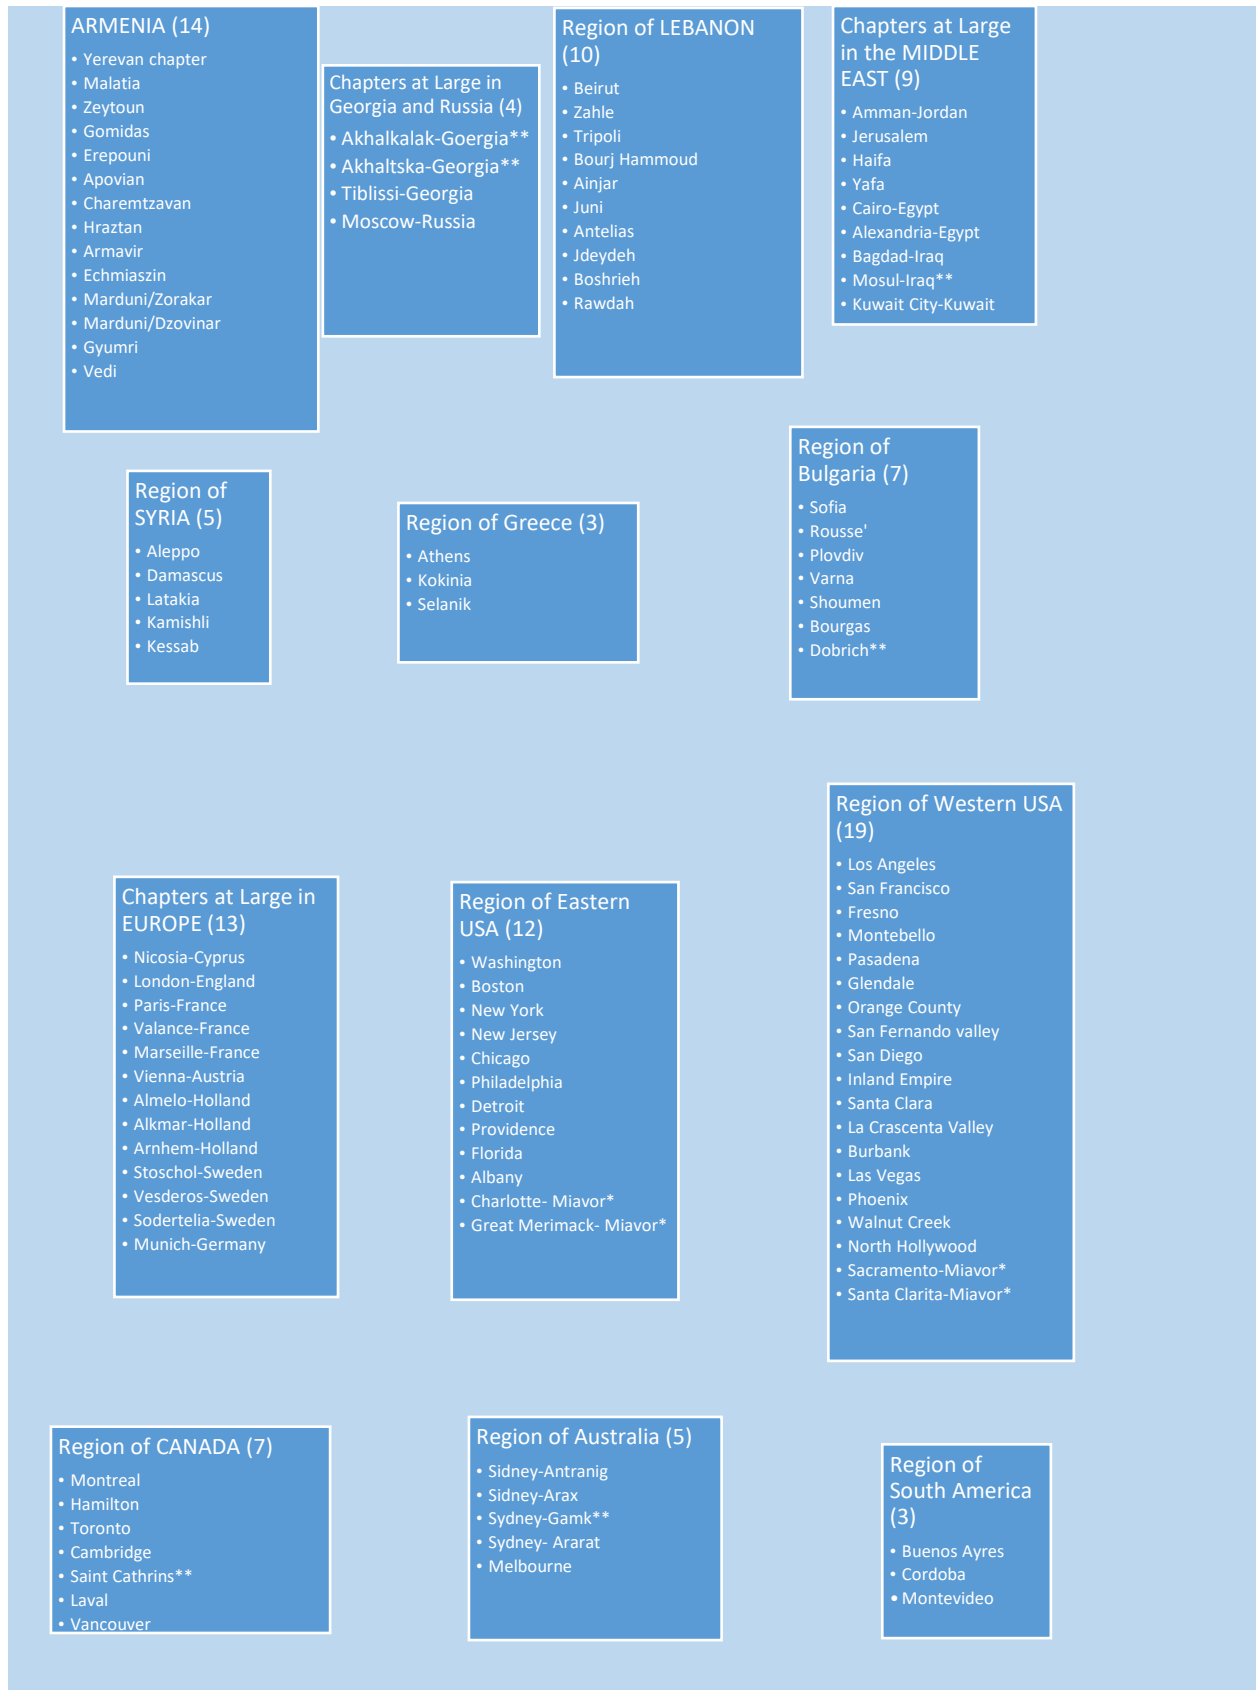 ARMENIA (14)
• Yerevan chapter
• Malatia
• Zeytoun
• Gomidas
• Erepouni
• Apovian
• Charemtzavan
• Hraztan
• Armavir
• Echmiaszin
• Marduni/Zorakar
• Marduni/Dzovinar
• Gyumri
• Vedi
Chapters at Large in
Georgia and Russia (4)
• Akhalkalak-Goergia**
• Akhaltska-Georgia**
• Tiblissi-Georgia
• Moscow-Russia
Region of LEBANON
(10)
• Beirut
• Zahle
• Tripoli
• Bourj Hammoud
• Ainjar
• Juni
• Antelias
• Jdeydeh
• Boshrieh
• Rawdah
Chapters at Large
in the MIDDLE
EAST (9)
• Amman-Jordan
• Jerusalem
• Haifa
• Yafa
• Cairo-Egypt
• Alexandria-Egypt
• Bagdad-Iraq
• Mosul-Iraq**
• Kuwait City-Kuwait
Region of
SYRIA (5)
• Aleppo
• Damascus
• Latakia
• Kamishli
• Kessab
Region of Greece (3)
• Athens
• Kokinia
• Selanik
Region of
Bulgaria (7)
• Sofia
• Rousse'
• Plovdiv
• Varna
• Shoumen
• Bourgas
• Dobrich**
Chapters at Large in
EUROPE (13)
• Nicosia-Cyprus
• London-England
• Paris-France
• Valance-France
• Marseille-France
• Vienna-Austria
• Almelo-Holland
• Alkmar-Holland
• Arnhem-Holland
• Stoschol-Sweden
• Vesderos-Sweden
• Sodertelia-Sweden
• Munich-Germany
Region of Eastern
USA (12)
• Washington
• Boston
• New York
• New Jersey
• Chicago
• Philadelphia
• Detroit
• Providence
• Florida
• Albany
• Charlotte- Miavor*
• Great Merimack- Miavor*
Region of Western USA
(19)
• Los Angeles
• San Francisco
• Fresno
• Montebello
• Pasadena
• Glendale
• Orange County
• San Fernando valley
• San Diego
• Inland Empire
• Santa Clara
• La Crascenta Valley
• Burbank
• Las Vegas
• Phoenix
• Walnut Creek
• North Hollywood
• Sacramento-Miavor*
• Santa Clarita-Miavor*
Region of CANADA (7)
• Montreal
• Hamilton
• Toronto
• Cambridge
• Saint Cathrins**
• Laval
• Vancouver
Region of Australia (5)
• Sidney-Antranig
• Sidney-Arax
• Sydney-Gamk**
• Sydney- Ararat
• Melbourne
Region of
South America
(3)
• Buenos Ayres
• Cordoba
• Montevideo